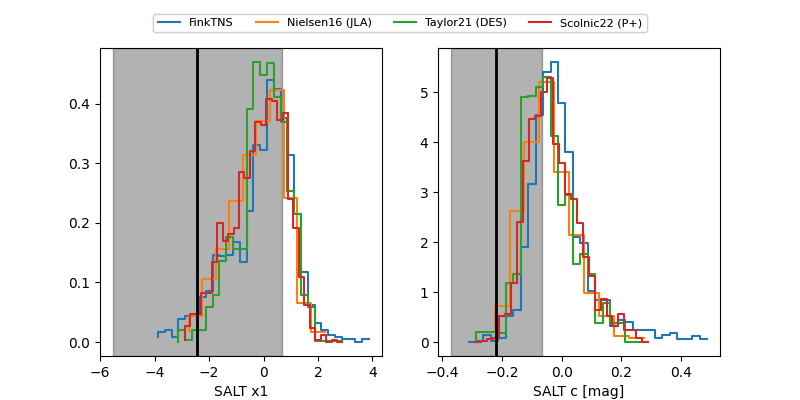 FinkTNS Nielsen16 (JLA) Taylor21 (DES) Scolnic22 (P+)
0.4
0.3
0.2
0.1
0.0
−6 −4 −2 0 2 4
SALT x1
5
4
3
2
1
0
−0.4 −0.2 0.0 0.2 0.4
SALT c [mag]